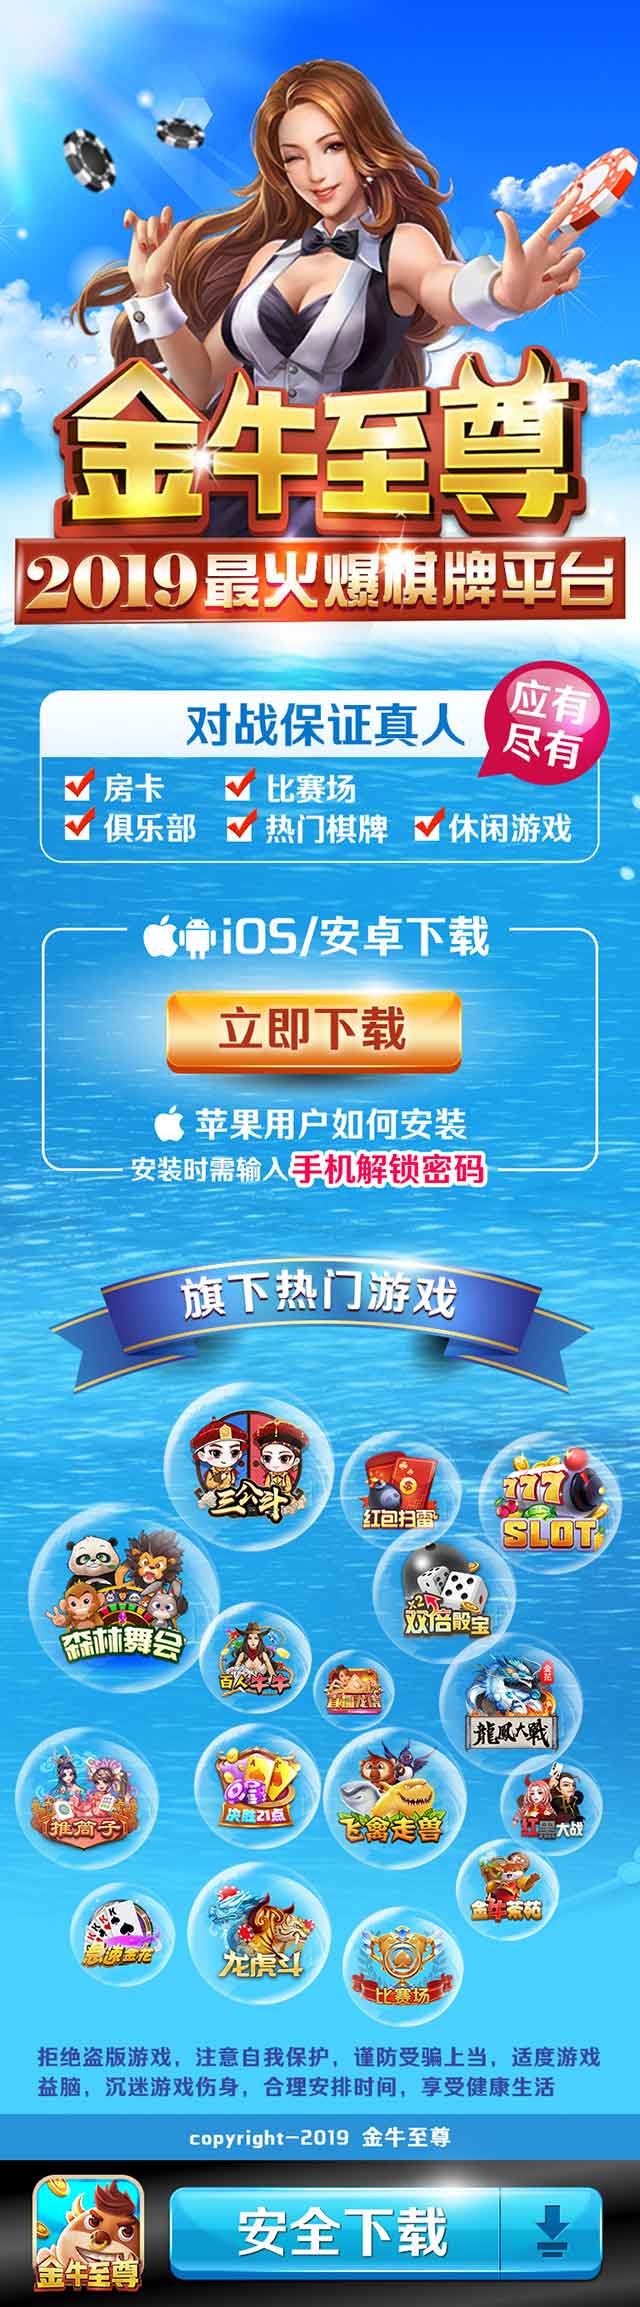 金牛至尊
2019最火爆棋牌平台
对战保证真人
应有
尽有
房卡 比赛场
俱乐部 热门棋牌 休闲游戏
iOS/安卓下载
立即下载
苹果用户如何安装
安装时需输入手机解锁密码
旗下热门游戏
三公斗
红包扫雷
777
SLOT
森林舞会
×2
双倍骰宝
百人牛牛
金花
龍鳳大戰
推筒子
决胜21点
飞禽走兽
红黑大战
急速金花
龙虎斗
比赛场
金牛茶苑
拒绝盗版游戏，注意自我保护，谨防受骗上当，适度游戏
益脑，沉迷游戏伤身，合理安排时间，享受健康生活
copyright-2019 金牛至尊
金牛至尊
安全下载